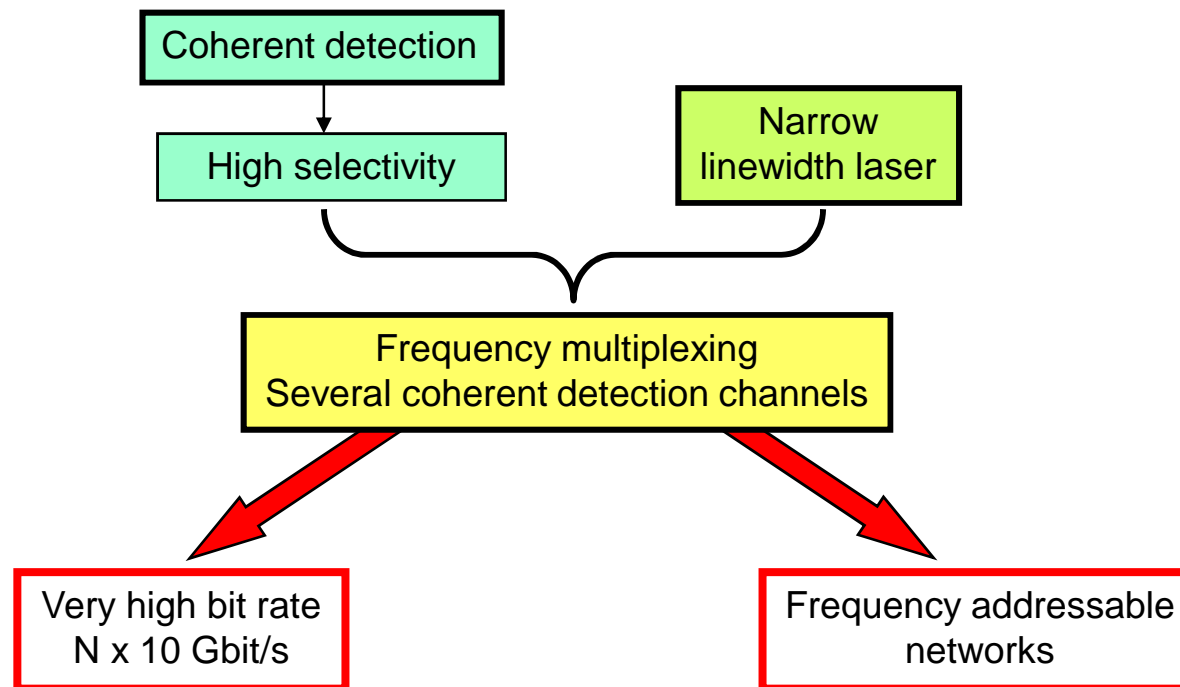 Coherent detection
High selectivity
Narrow
linewidth laser
Frequency multiplexing
Several coherent detection channels
Very high bit rate
N x 10 Gbit/s
Frequency addressable
networks